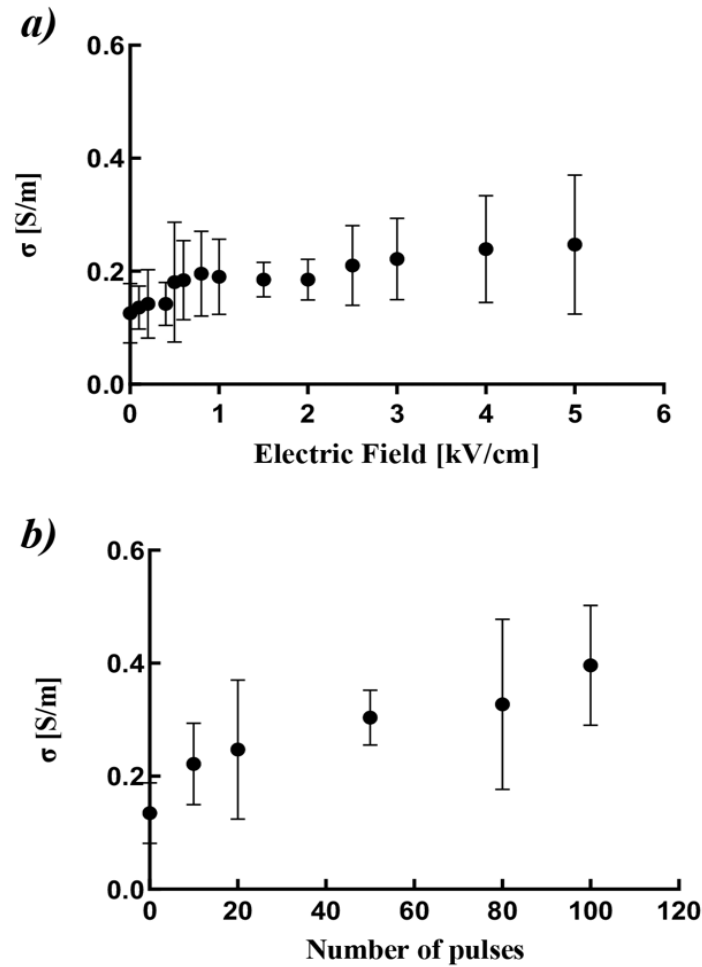 a)
0.6
0.4
0.2
0.0
σ [S/m]
0 1 2 3 4 5 6
Electric Field [kV/cm]
b)
0.6
0.4
0.2
0.0
σ [S/m]
0 20 40 60 80 100 120
Number of pulses